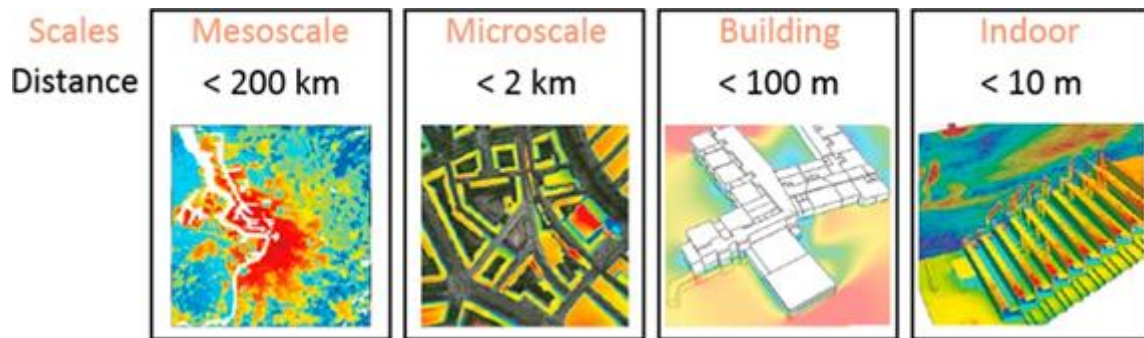 Scales Mesoscale Microscale Building Indoor
Distance < 200 km < 2 km < 100 m < 10 m